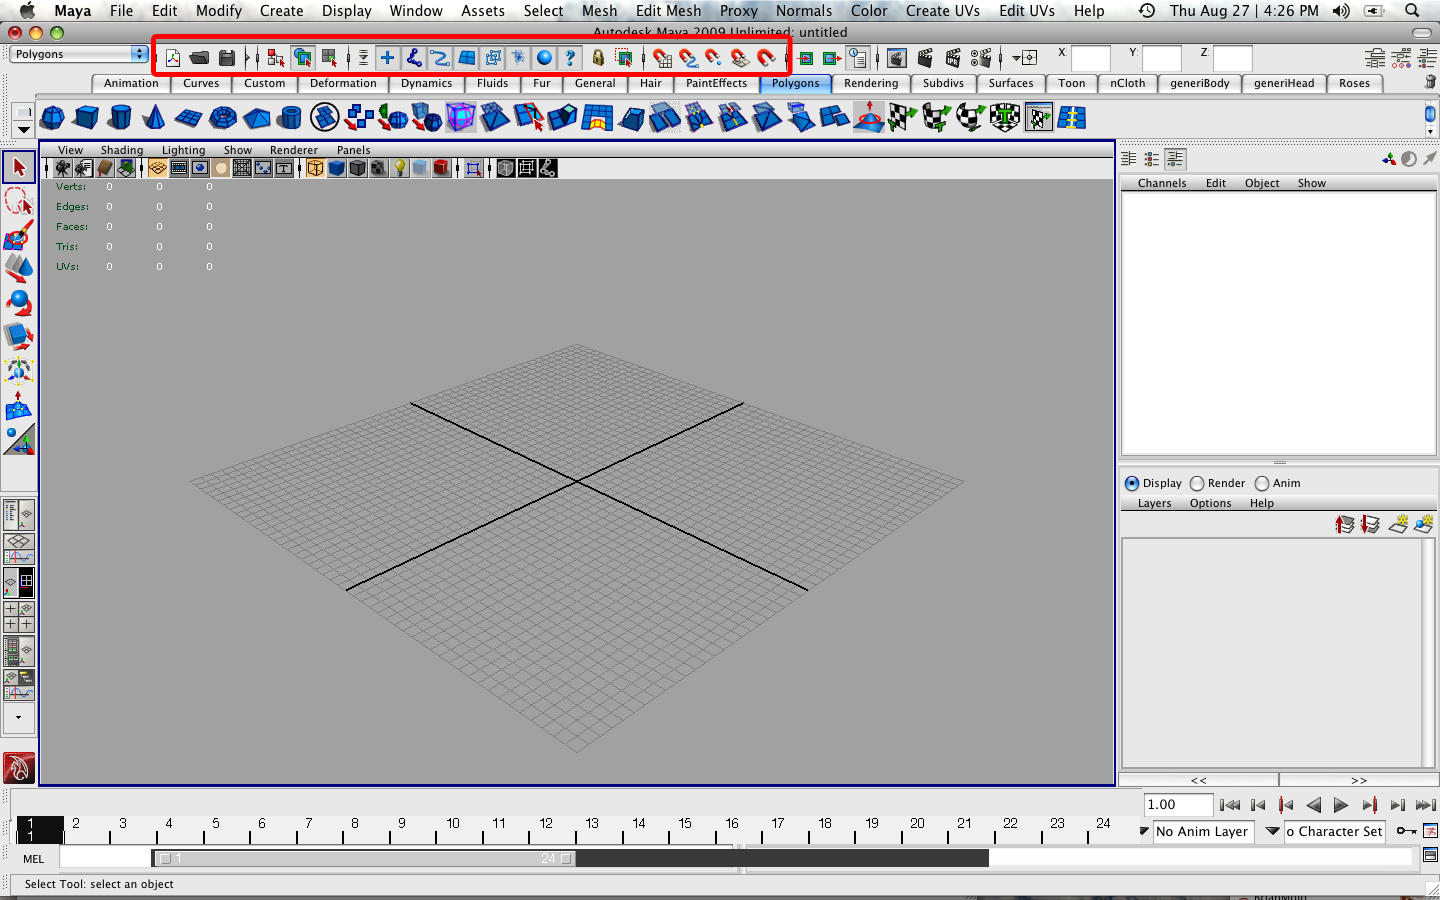 Maya File Edit Modify Create Display Window Assets Select Mesh Edit Mesh Proxy Normals Color Create UVs Edit UVs Help Thu Aug 27 | 4:26 PM
Autodesk Maya 2009 Unlimited: untitled
Polygons X: Y: Z:
Animation Curves Custom Deformation Dynamics Fluids Fur General Hair PaintEffects Polygons Rendering Subdivs Surfaces Toon nCloth generiBody generiHead Roses
View Shading Lighting Show Renderer Panels
Verts: 0 0 0
Edges: 0 0 0
Faces: 0 0 0
Tris: 0 0 0
UVs: 0 0 0
Channels Edit Object Show
Display Render Anim
Layers Options Help
<< >>
1.00
1 2 3 4 5 6 7 8 9 10 11 12 13 14 15 16 17 18 19 20 21 22 23 24
1
No Anim Layer o Character Set
MEL 1 24
Select Tool: select an object